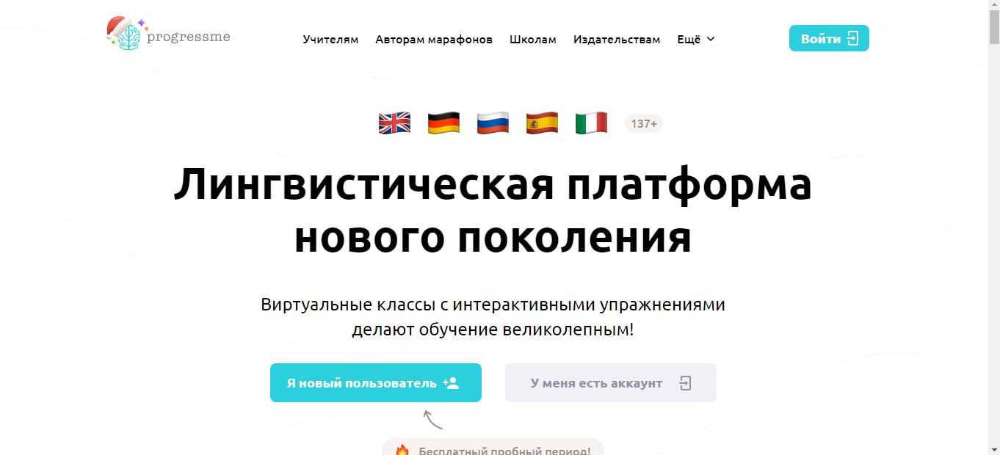 progressme
Учителям Авторам марафонов Школам Издательствам Ещё
Войти
137+
Лингвистическая платформа
нового поколения
Виртуальные классы с интерактивными упражнениями
делают обучение великолепным!
Я новый пользователь
У меня есть аккаунт
Бесплатный пробный период!